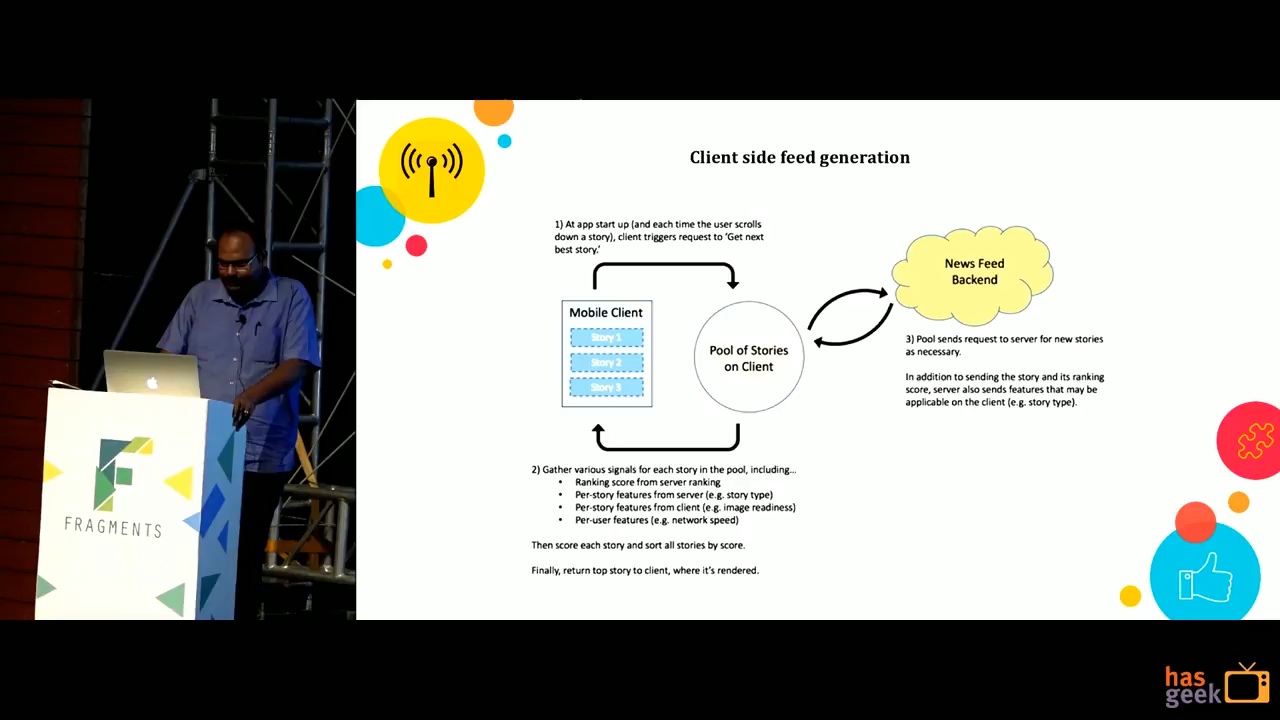 Client side feed generation
1) At app start up (and each time the user scrolls
down a story), client triggers request to ‘Get next
best story.’
Mobile Client
Story 1
Story 2
Story 3
Pool of Stories
on Client
News Feed
Backend
3) Pool sends request to server for new stories
as necessary.
In addition to sending the story and its ranking
score, server also sends features that may be
applicable on the client (e.g. story type).
2) Gather various signals for each story in the pool, including...
• Ranking score from server ranking
• Per-story features from server (e.g. story type)
• Per-story features from client (e.g. image readiness)
• Per-user features (e.g. network speed)
Then score each story and sort all stories by score.
Finally, return top story to client, where it’s rendered.
FRAGMENTS
has
geek